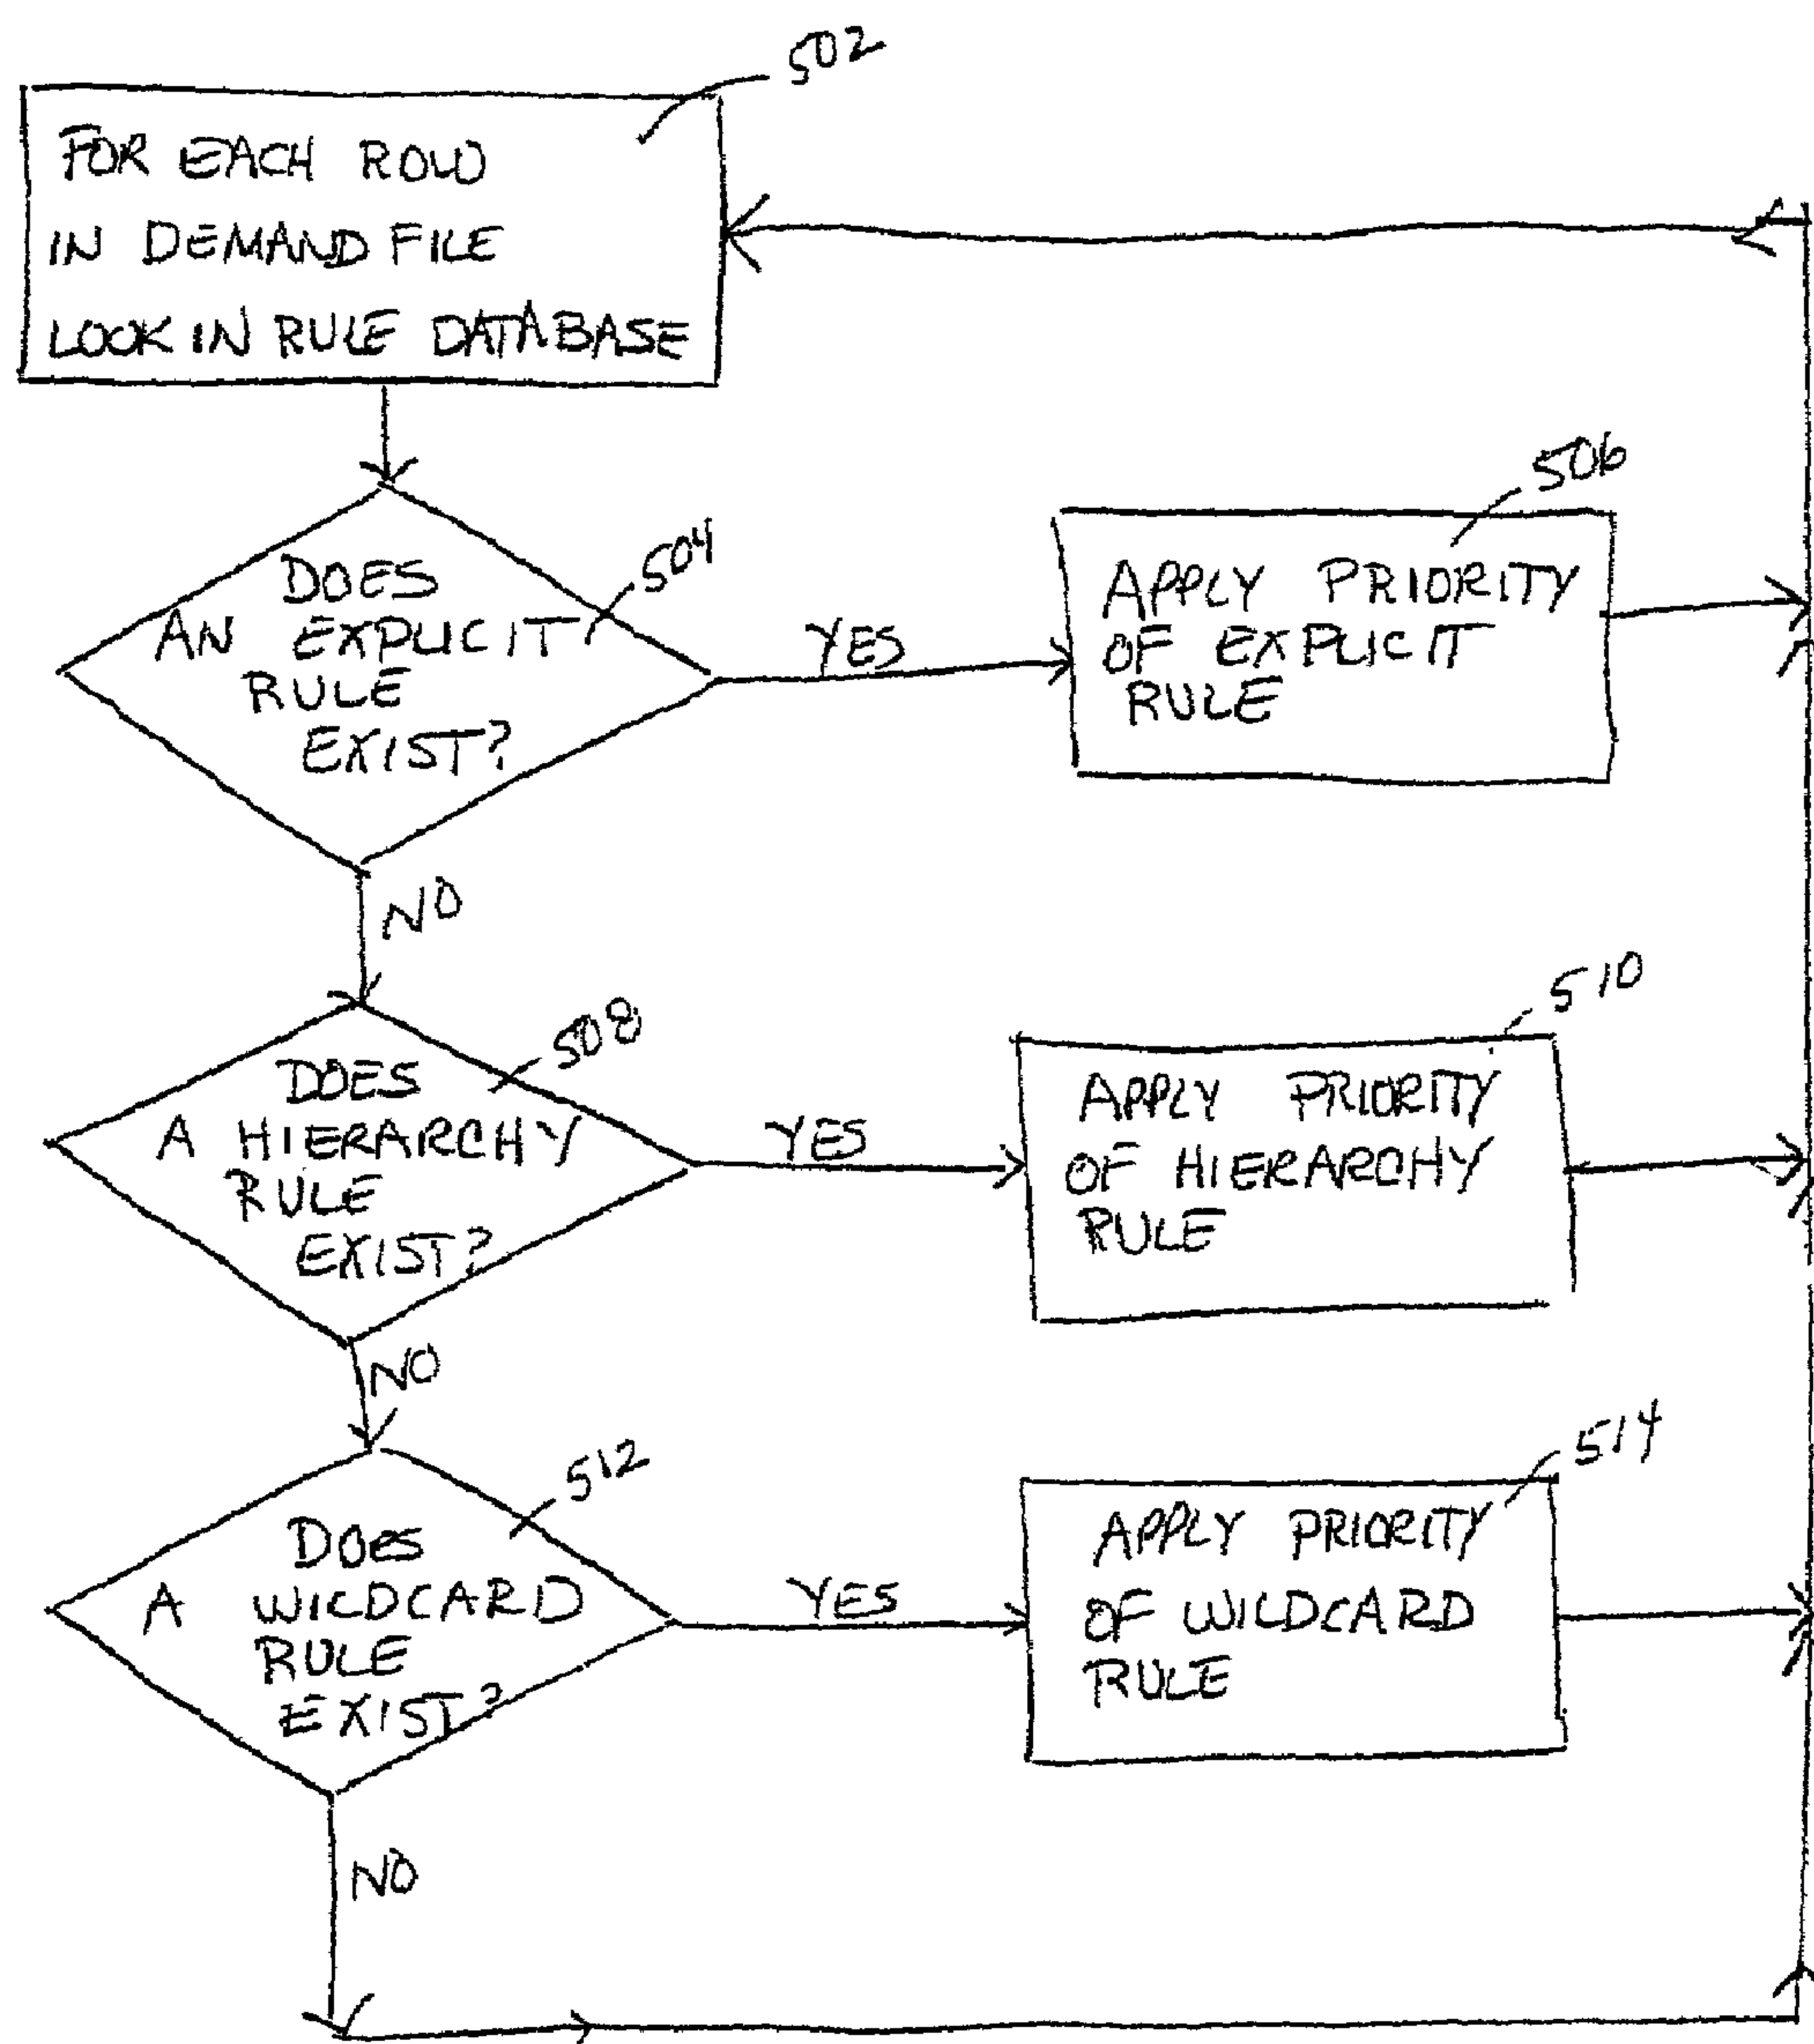 502
FOR EACH ROW
IN DEMAND FILE
LOOK IN RULE DATABASE
504
DOES
AN EXPLICIT
RULE
EXIST?
YES
506
APPLY PRIORITY
OF EXPLICIT
RULE
NO
508
DOES
A HIERARCHY
RULE
EXIST?
YES
510
APPLY PRIORITY
OF HIERARCHY
RULE
NO
512
DOES
A WILDCARD
RULE
EXIST?
YES
514
APPLY PRIORITY
OF WILDCARD
RULE
NO